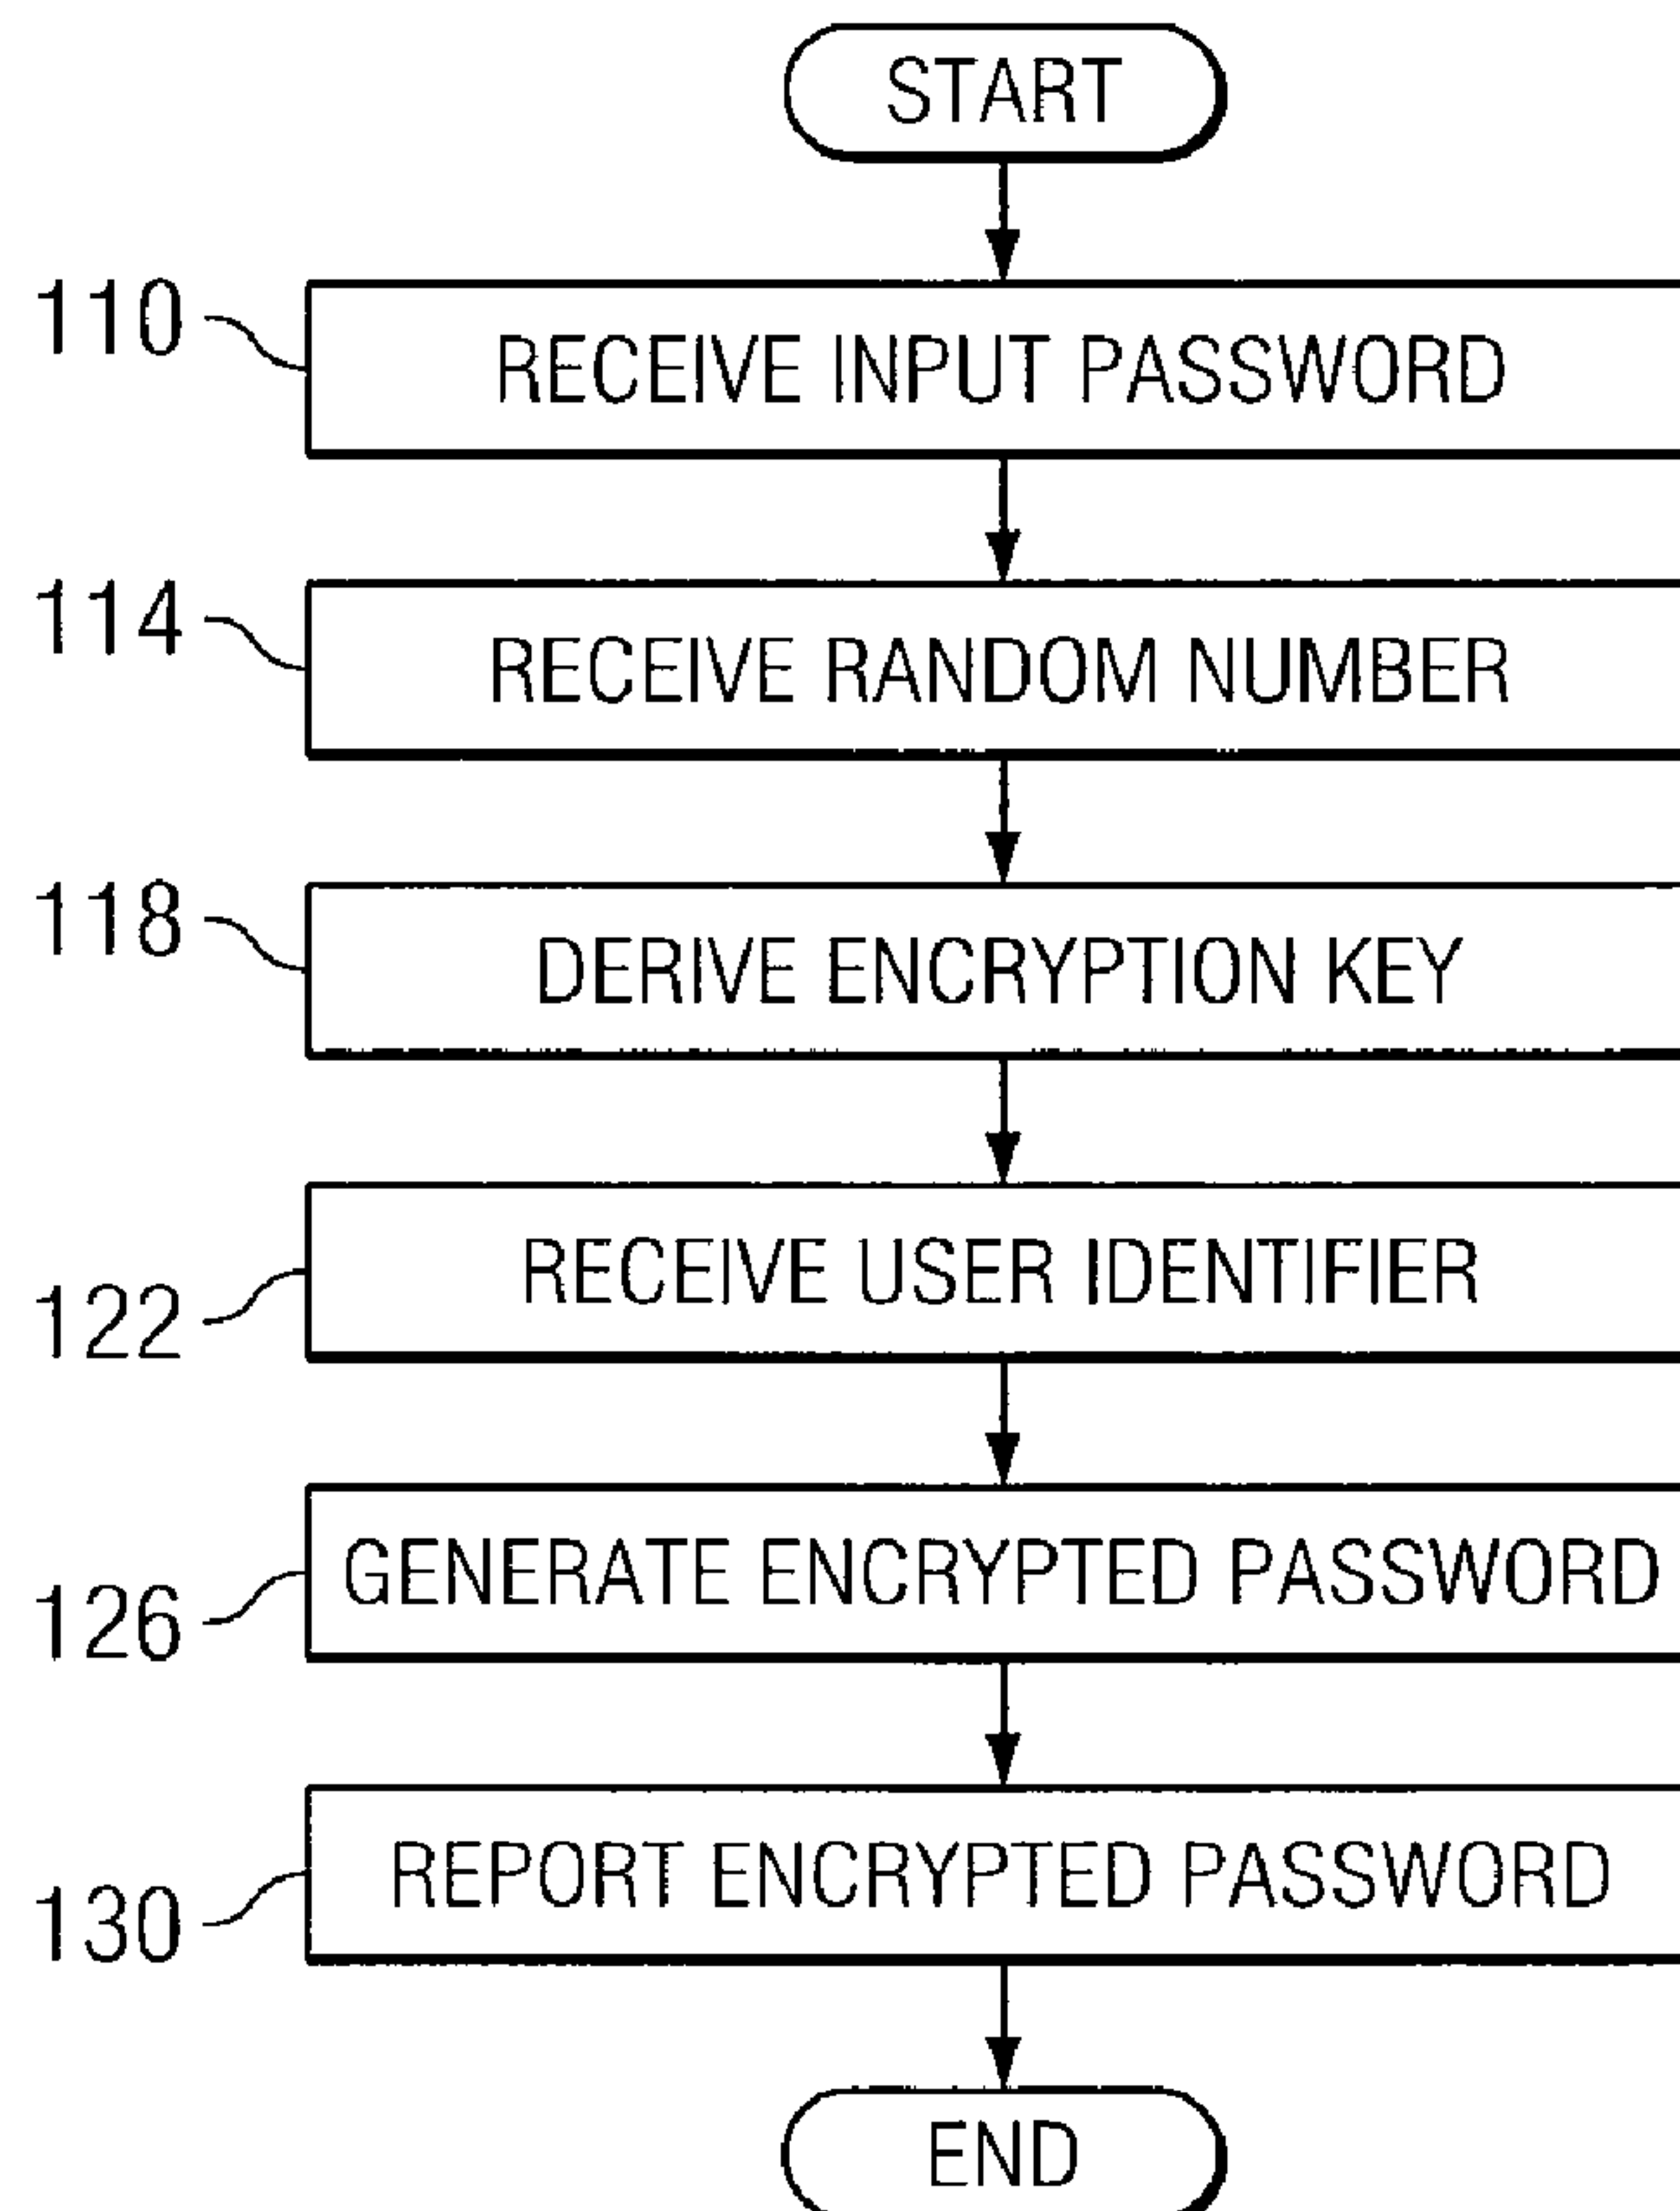 START
110 RECEIVE INPUT PASSWORD
114 RECEIVE RANDOM NUMBER
118 DERIVE ENCRYPTION KEY
122 RECEIVE USER IDENTIFIER
126 GENERATE ENCRYPTED PASSWORD
130 REPORT ENCRYPTED PASSWORD
END